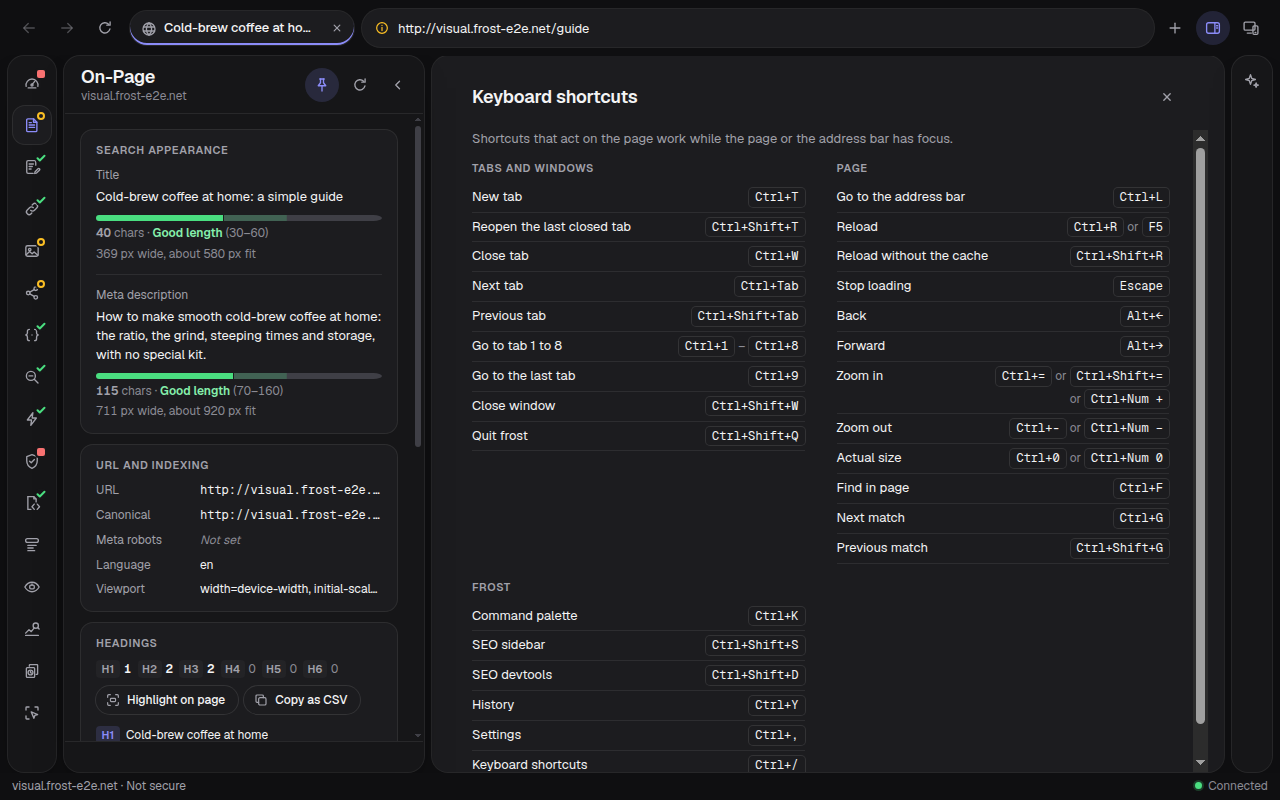 Cold-brew coffee at ho...
http://visual.frost-e2e.net/guide
On-Page
visual.frost-e2e.net
SEARCH APPEARANCE
Title
Cold-brew coffee at home: a simple guide
40 chars · Good length (30–60)
369 px wide, about 580 px fit
Meta description
How to make smooth cold-brew coffee at home:
the ratio, the grind, steeping times and storage,
with no special kit.
115 chars · Good length (70–160)
711 px wide, about 920 px fit
URL AND INDEXING
URL http://visual.frost-e2e.…
Canonical http://visual.frost-e2e.…
Meta robots Not set
Language en
Viewport width=device-width, initial-scal…
HEADINGS
H1 1 H2 2 H3 2 H4 0 H5 0 H6 0
Highlight on page Copy as CSV
H1 Cold-brew coffee at home
Keyboard shortcuts
Shortcuts that act on the page work while the page or the address bar has focus.
TABS AND WINDOWS
New tab Ctrl+T
Reopen the last closed tab Ctrl+Shift+T
Close tab Ctrl+W
Next tab Ctrl+Tab
Previous tab Ctrl+Shift+Tab
Go to tab 1 to 8 Ctrl+1 – Ctrl+8
Go to the last tab Ctrl+9
Close window Ctrl+Shift+W
Quit frost Ctrl+Shift+Q
PAGE
Go to the address bar Ctrl+L
Reload Ctrl+R or F5
Reload without the cache Ctrl+Shift+R
Stop loading Escape
Back Alt+←
Forward Alt+→
Zoom in Ctrl+= or Ctrl+Shift+=
or Ctrl+Num +
Zoom out Ctrl+− or Ctrl+Num −
Actual size Ctrl+0 or Ctrl+Num 0
Find in page Ctrl+F
Next match Ctrl+G
Previous match Ctrl+Shift+G
FROST
Command palette Ctrl+K
SEO sidebar Ctrl+Shift+S
SEO devtools Ctrl+Shift+D
History Ctrl+Y
Settings Ctrl+,
Keyboard shortcuts Ctrl+/
visual.frost-e2e.net · Not secure
Connected